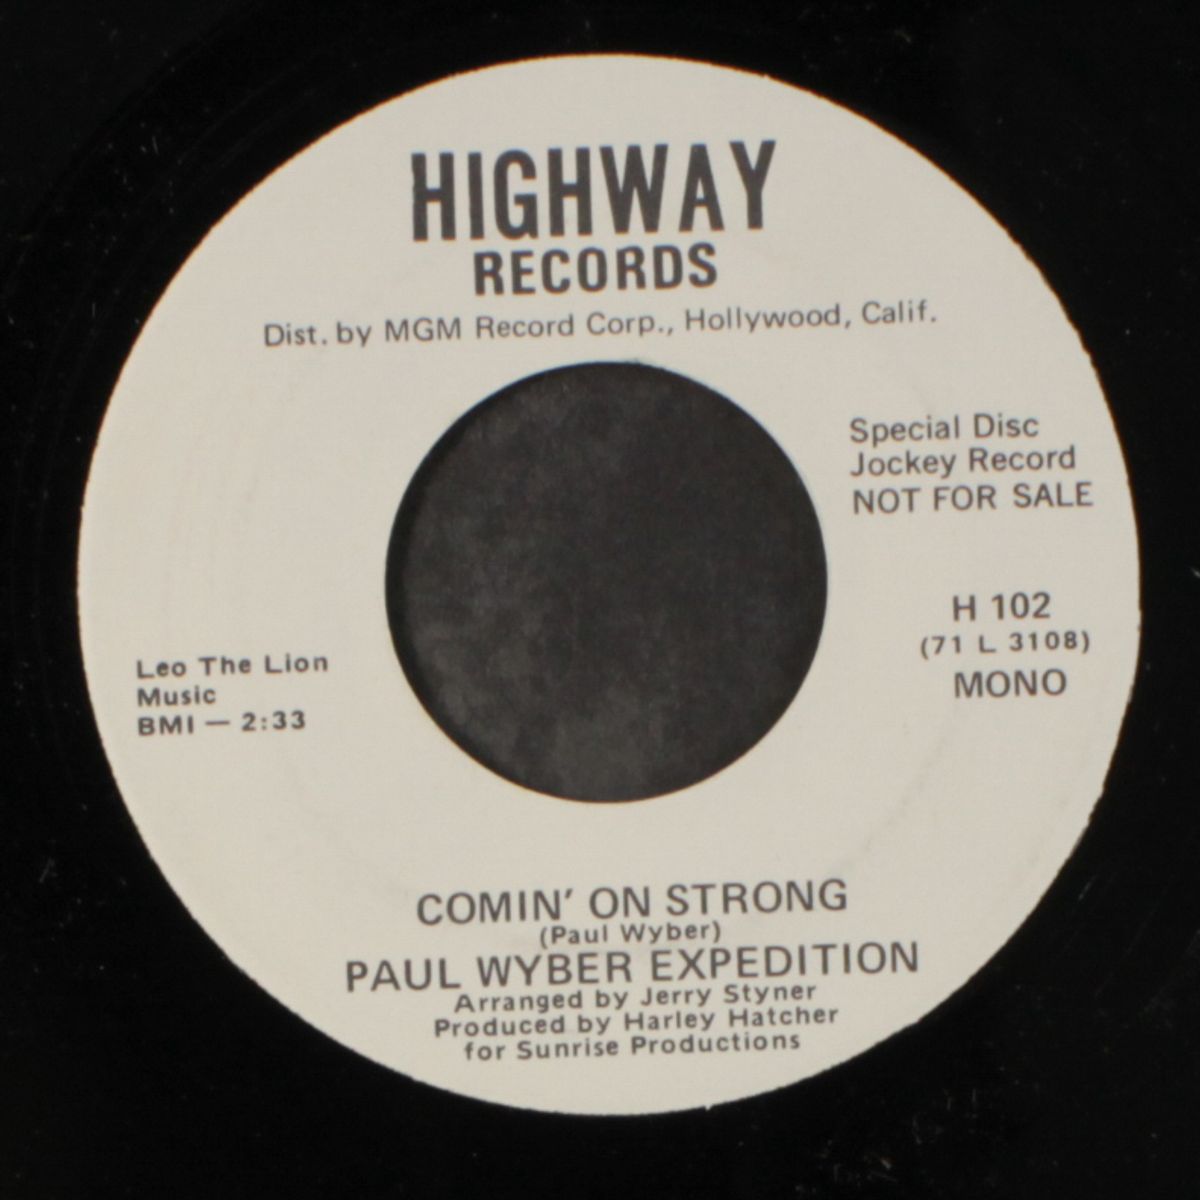 HIGHWAY
RECORDS
Dist. by MGM Record Corp., Hollywood, Calif.
Special Disc
Jockey Record
NOT FOR SALE
H 102
(71 L 3108)
MONO
Leo The Lion
Music
BMI — 2:33
COMIN' ON STRONG
(Paul Wyber)
PAUL WYBER EXPEDITION
Arranged by Jerry Styner
Produced by Harley Hatcher
for Sunrise Productions